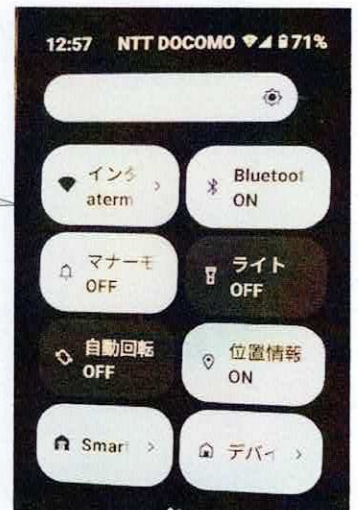 12:57 NTT DOCOMO 71%
インタ
aterm
Bluetoot
ON
マナーモ
OFF
ライト
OFF
自動回転
OFF
位置情報
ON
Smar
デバイ